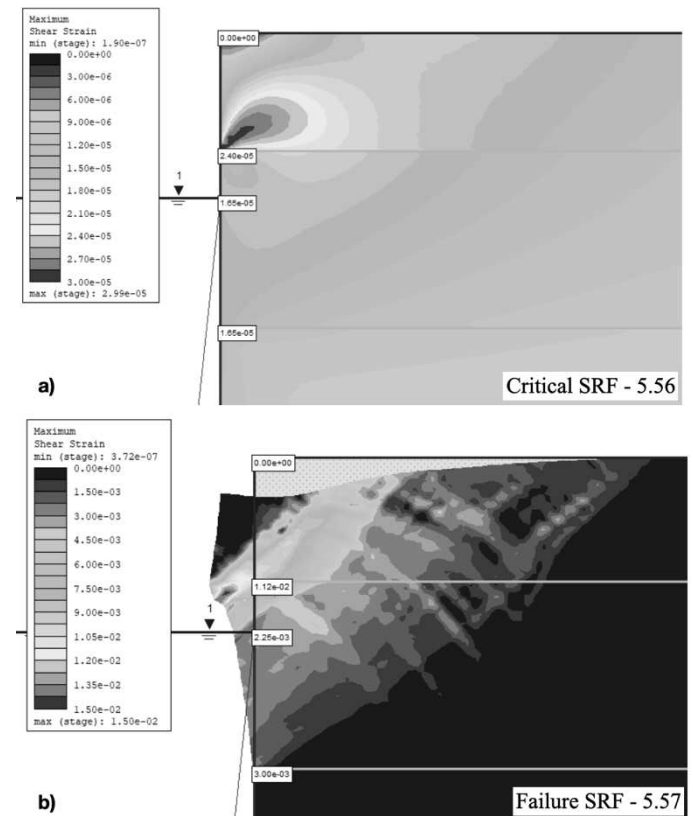 Maximum
Shear Strain
min (stage): 1.90e-07
0.00e+00
3.00e-06
6.00e-06
9.00e-06
1.20e-05
1.50e-05
1.80e-05
2.10e-05
2.40e-05
2.70e-05
3.00e-05
max (stage): 2.99e-05
0.00e+00
2.40e-05
1
1.65e-05
1.65e-05
a)
Critical SRF - 5.56
Maximum
Shear Strain
min (stage): 3.72e-07
0.00e+00
1.50e-03
3.00e-03
4.50e-03
6.00e-03
7.50e-03
9.00e-03
1.05e-02
1.20e-02
1.35e-02
1.50e-02
max (stage): 1.50e-02
0.00e+00
1.12e-02
1
2.25e-03
3.00e-03
b)
Failure SRF - 5.57